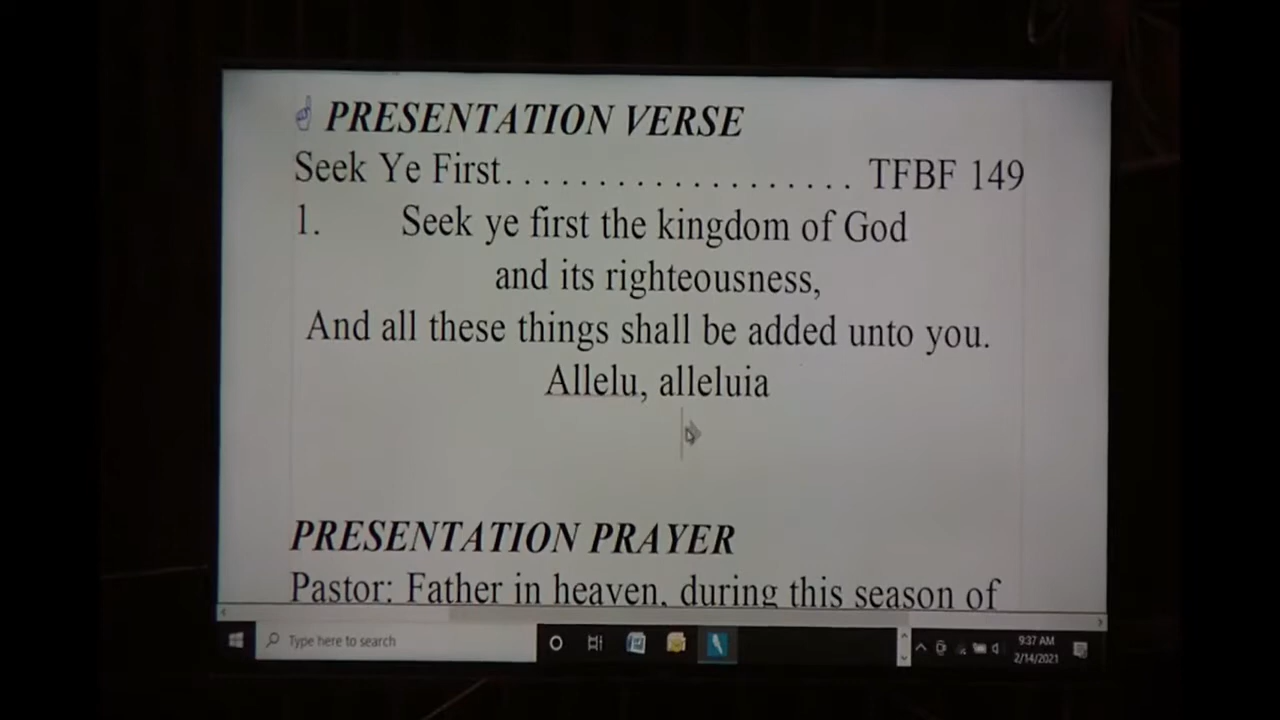 PRESENTATION VERSE
Seek Ye First. . . . . . . . . . . . . . . . . . . TFBF 149
1. Seek ye first the kingdom of God
and its righteousness,
And all these things shall be added unto you.
Allelu, alleluia
PRESENTATION PRAYER
Pastor: Father in heaven, during this season of
Type here to search
9:37 AM
2/14/2021